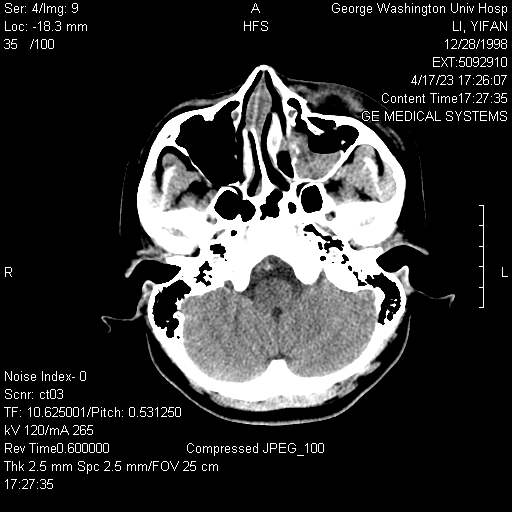 Ser: 4/Img: 9
Loc: -18.3 mm
35 /100
A
HFS
George Washington Univ Hosp
LI, YIFAN
12/28/1998
EXT:5092910
4/17/23 17:26:07
Content Time17:27:35
GE MEDICAL SYSTEMS
R
L
Noise Index- 0
Scnr: ct03
TF: 10.625001/Pitch: 0.531250
kV 120/mA 265
Rev Time0.600000 Compressed JPEG_100
Thk 2.5 mm Spc 2.5 mm/FOV 25 cm
17:27:35